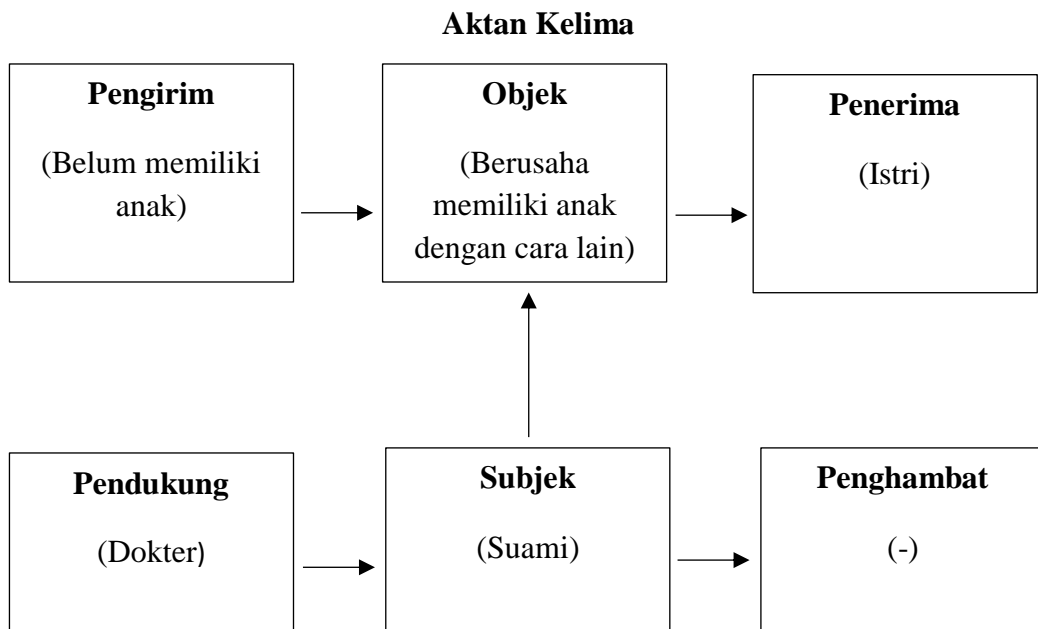 Aktan Kelima
Pengirim
(Belum memiliki
anak)
Objek
(Berusaha
memiliki anak
dengan cara lain)
Penerima
(Istri)
Pendukung
(Dokter)
Subjek
(Suami)
Penghambat
(-)